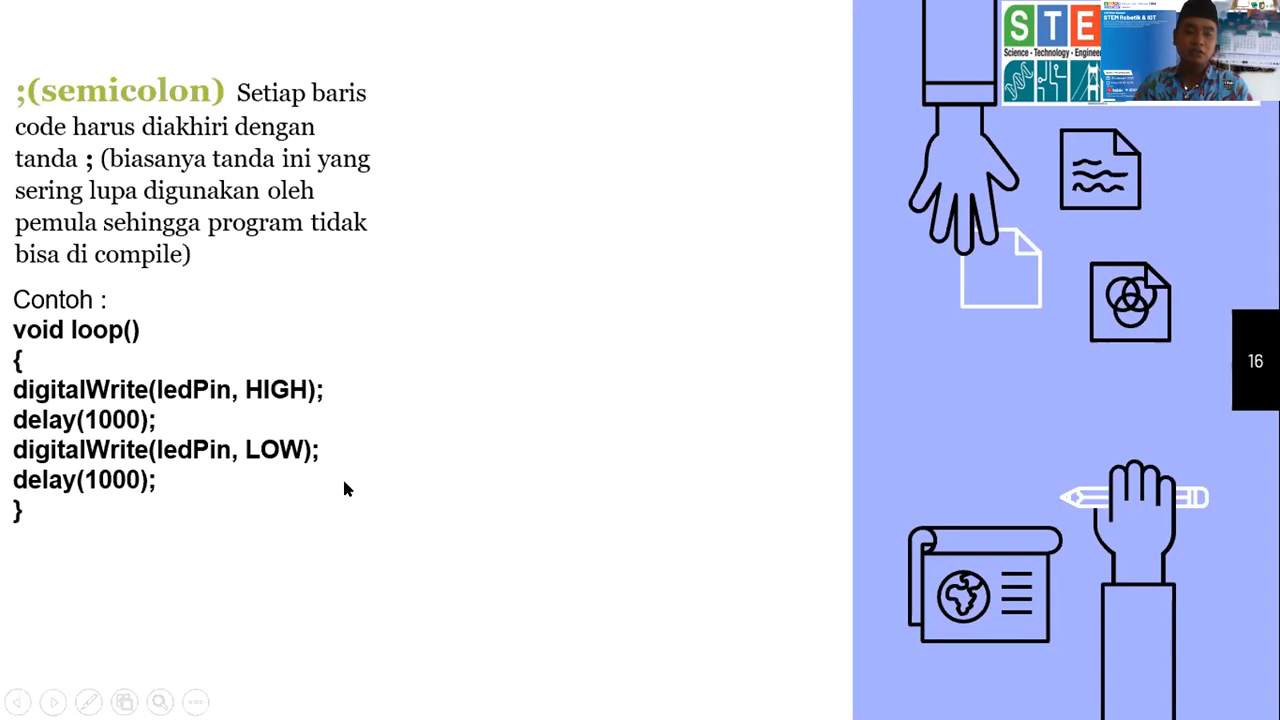 ;(semicolon) Setiap baris
code harus diakhiri dengan
tanda ; (biasanya tanda ini yang
sering lupa digunakan oleh
pemula sehingga program tidak
bisa di compile)
Contoh :
void loop()
{
digitalWrite(ledPin, HIGH);
delay(1000);
digitalWrite(ledPin, LOW);
delay(1000);
}
STE
Science - Technology - Engineer
STEM Robotik & IOT
16